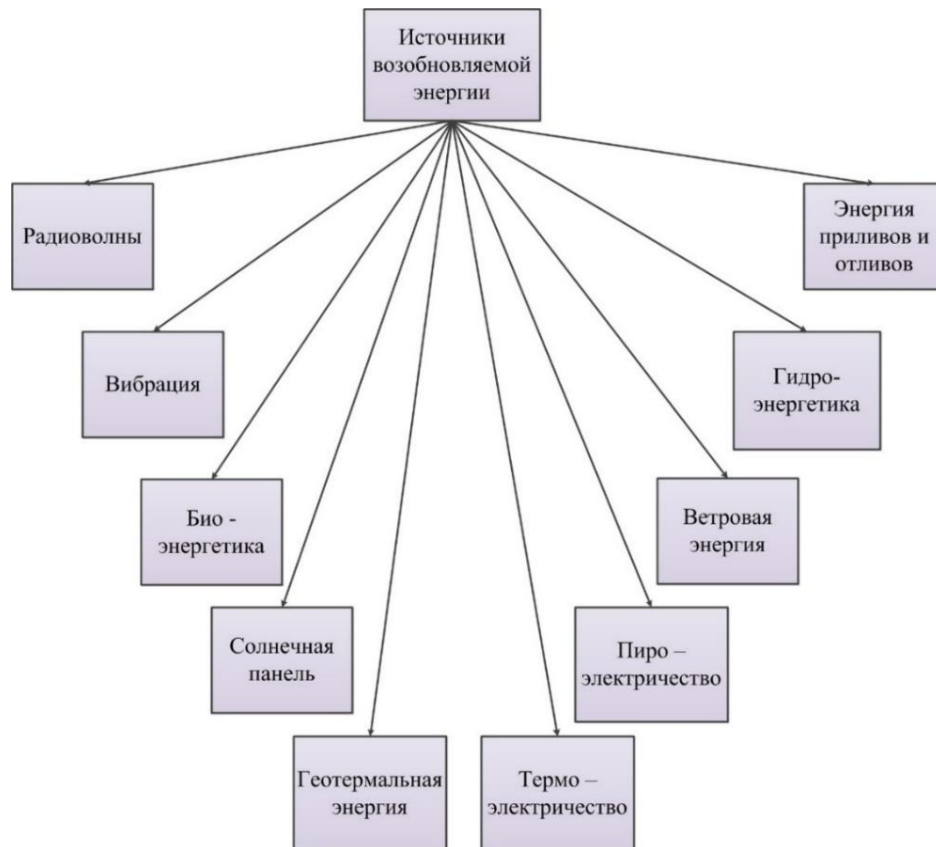 Источники
возобновляемой
энергии
Радиоволны
Энергия
приливов и
отливов
Вибрация
Гидро-
энергетика
Био -
энергетика
Ветровая
энергия
Солнечная
панель
Пиро –
электричество
Геотермальная
энергия
Термо –
электричество